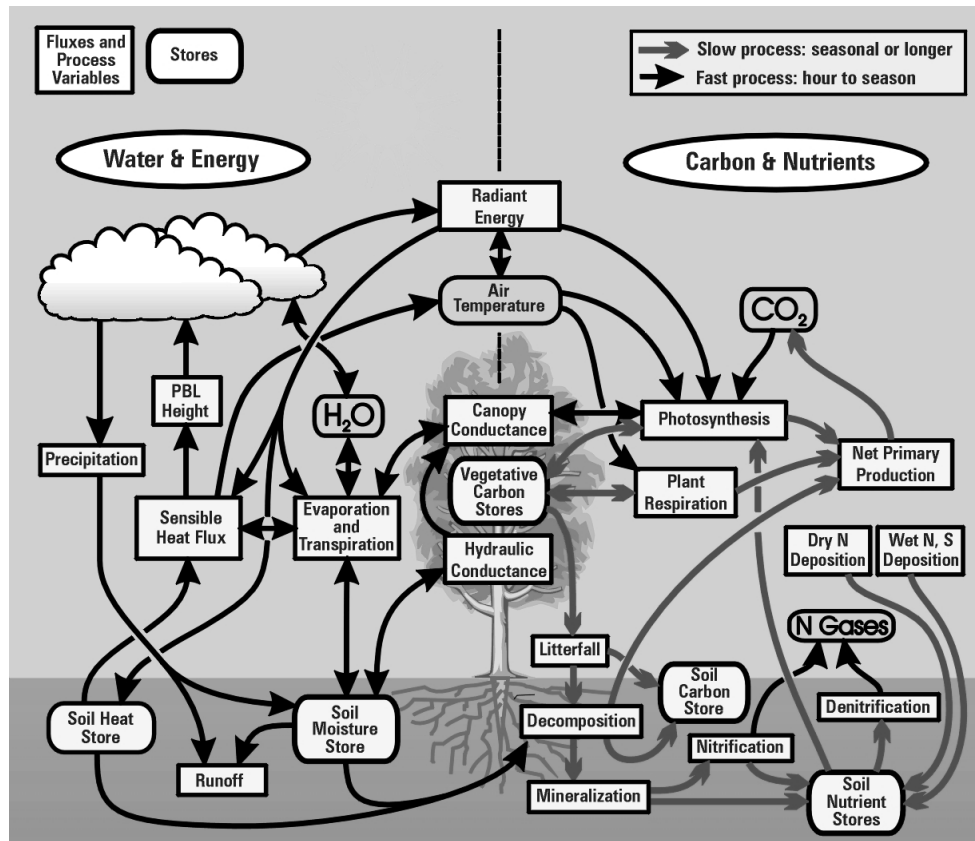 Fluxes and
Process
Variables
Stores
Slow process: seasonal or longer
Fast process: hour to season
Water & Energy
Carbon & Nutrients
Radiant
Energy
Air
Temperature
CO₂
PBL
Height
H₂O
Canopy
Conductance
Photosynthesis
Precipitation
Net Primary
Production
Vegetative
Carbon
Stores
Plant
Respiration
Sensible
Heat Flux
Evaporation
and
Transpiration
Hydraulic
Conductance
Dry N
Deposition
Wet N, S
Deposition
N Gases
Litterfall
Soil
Carbon
Store
Soil Heat
Store
Soil
Moisture
Store
Decomposition
Denitrification
Nitrification
Runoff
Mineralization
Soil
Nutrient
Stores